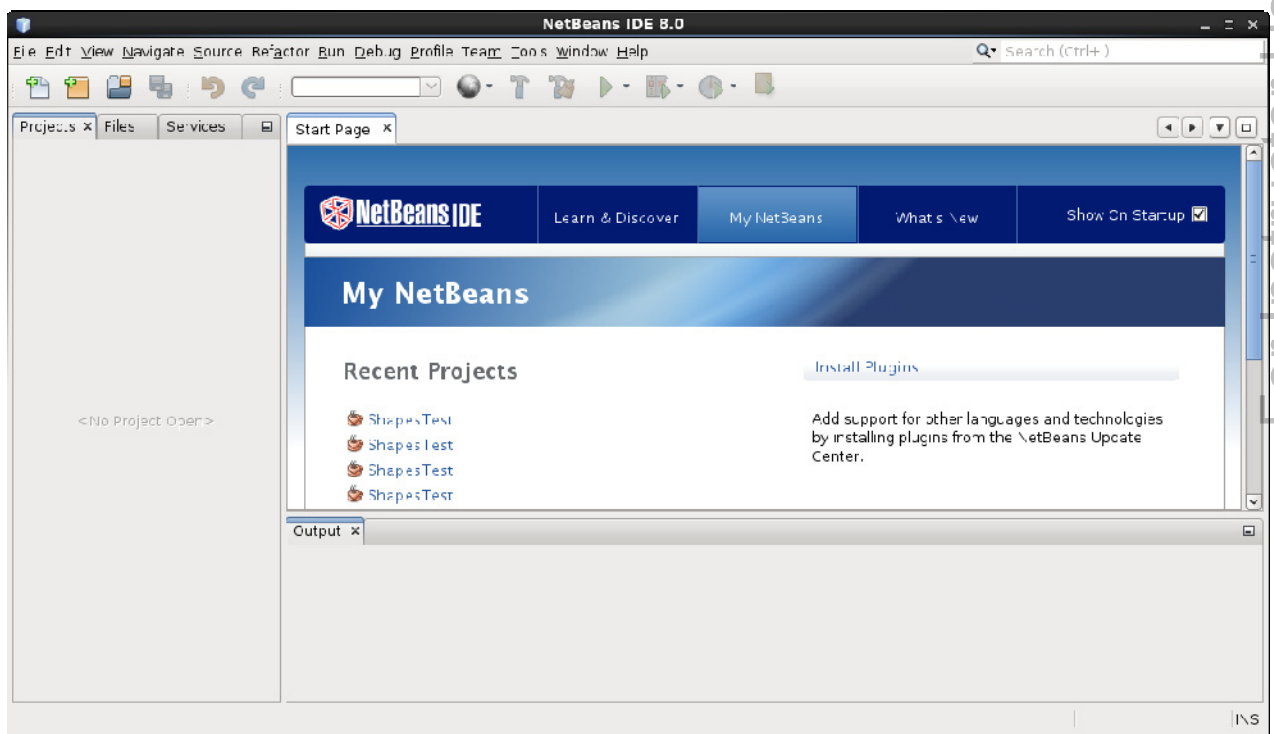 NetBeans IDE 8.0
File Edit View Navigate Source Refactor Run Debug Profile Team Tools Window Help
Search (Ctrl+I)
Projects Files Services
Start Page
NetBeans IDE
Learn & Discover
My NetBeans
What's New
Show On Startup
My NetBeans
Recent Projects
ShapesTest
ShapesTest
ShapesTest
ShapesTest
Install Plugins
Add support for other languages and technologies
by installing plugins from the NetBeans Update
Center.
<No Project Open>
Output
INS